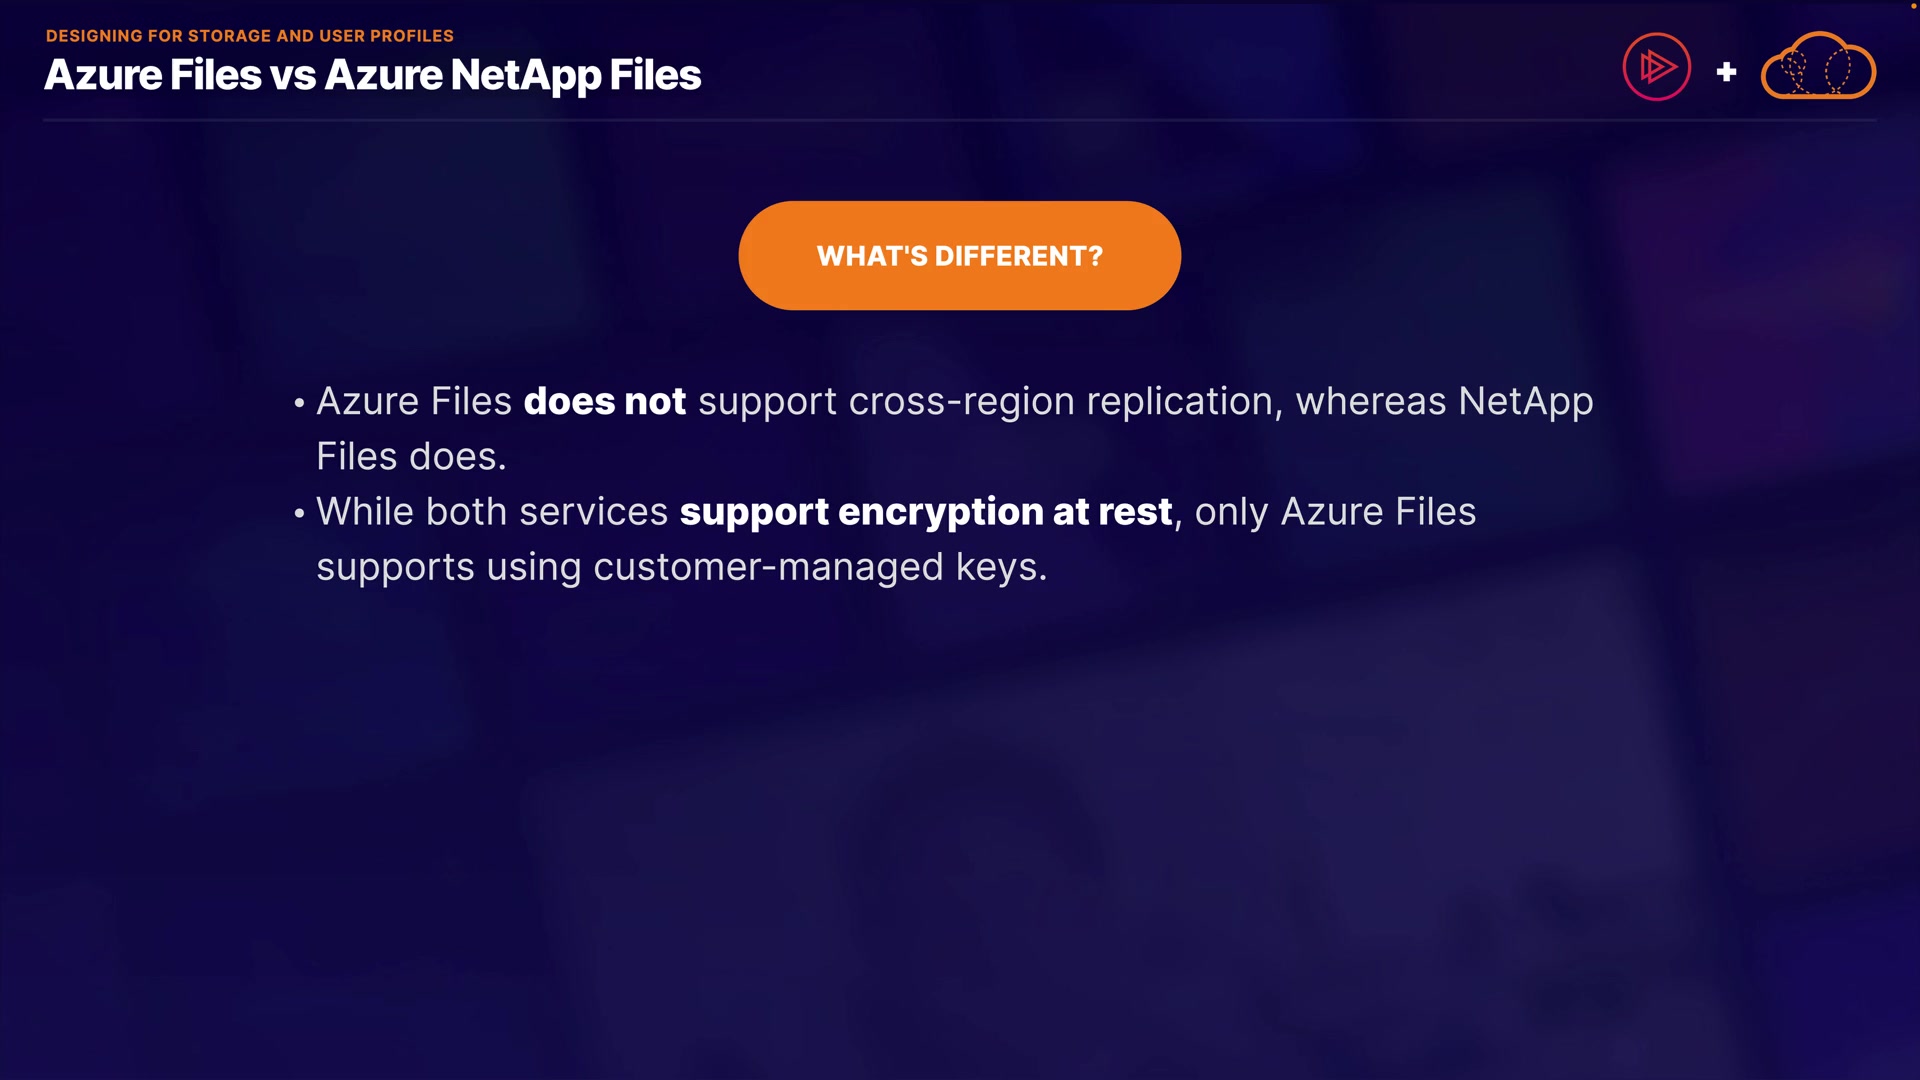 DESIGNING FOR STORAGE AND USER PROFILES
Azure Files vs Azure NetApp Files
+
WHAT'S DIFFERENT?
• Azure Files does not support cross-region replication, whereas NetApp
Files does.
• While both services support encryption at rest, only Azure Files
supports using customer-managed keys.